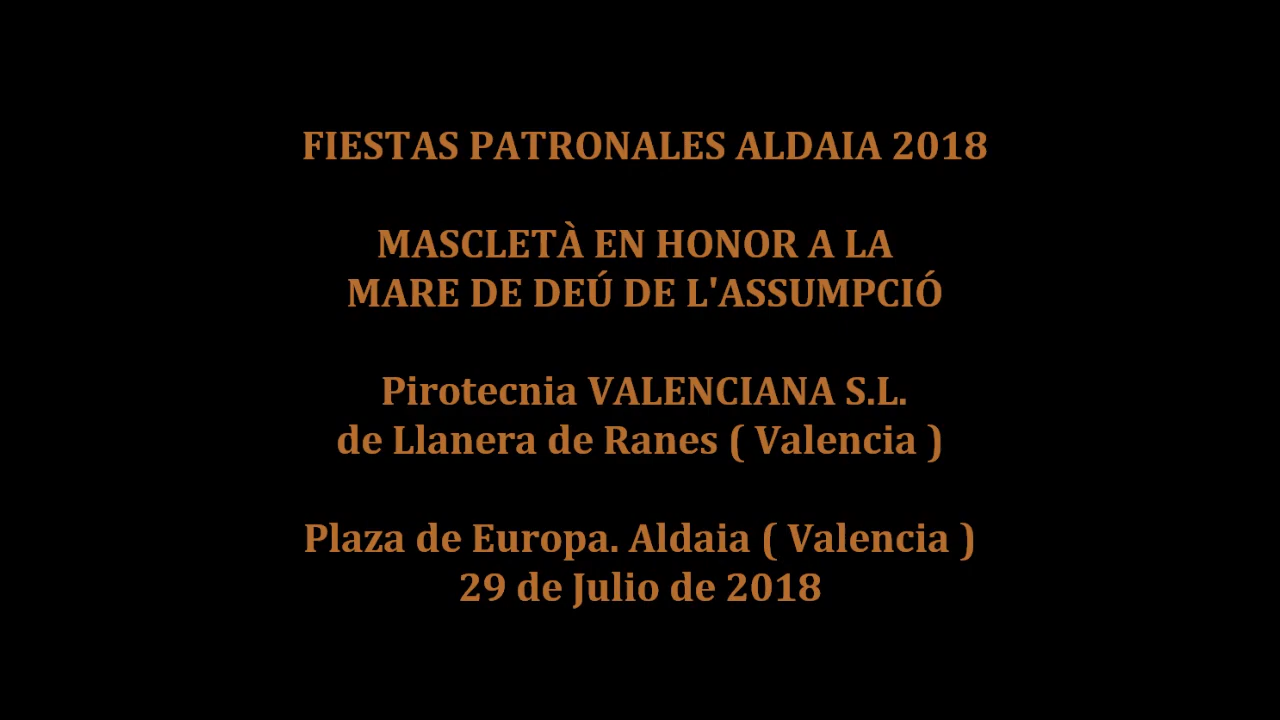 FIESTAS PATRONALES ALDAIA 2018
MASCLETÀ EN HONOR A LA
MARE DE DEÚ DE L'ASSUMPCIÓ
Pirotecnia VALENCIANA S.L.
de Llanera de Ranes ( Valencia )
Plaza de Europa. Aldaia ( Valencia )
29 de Julio de 2018